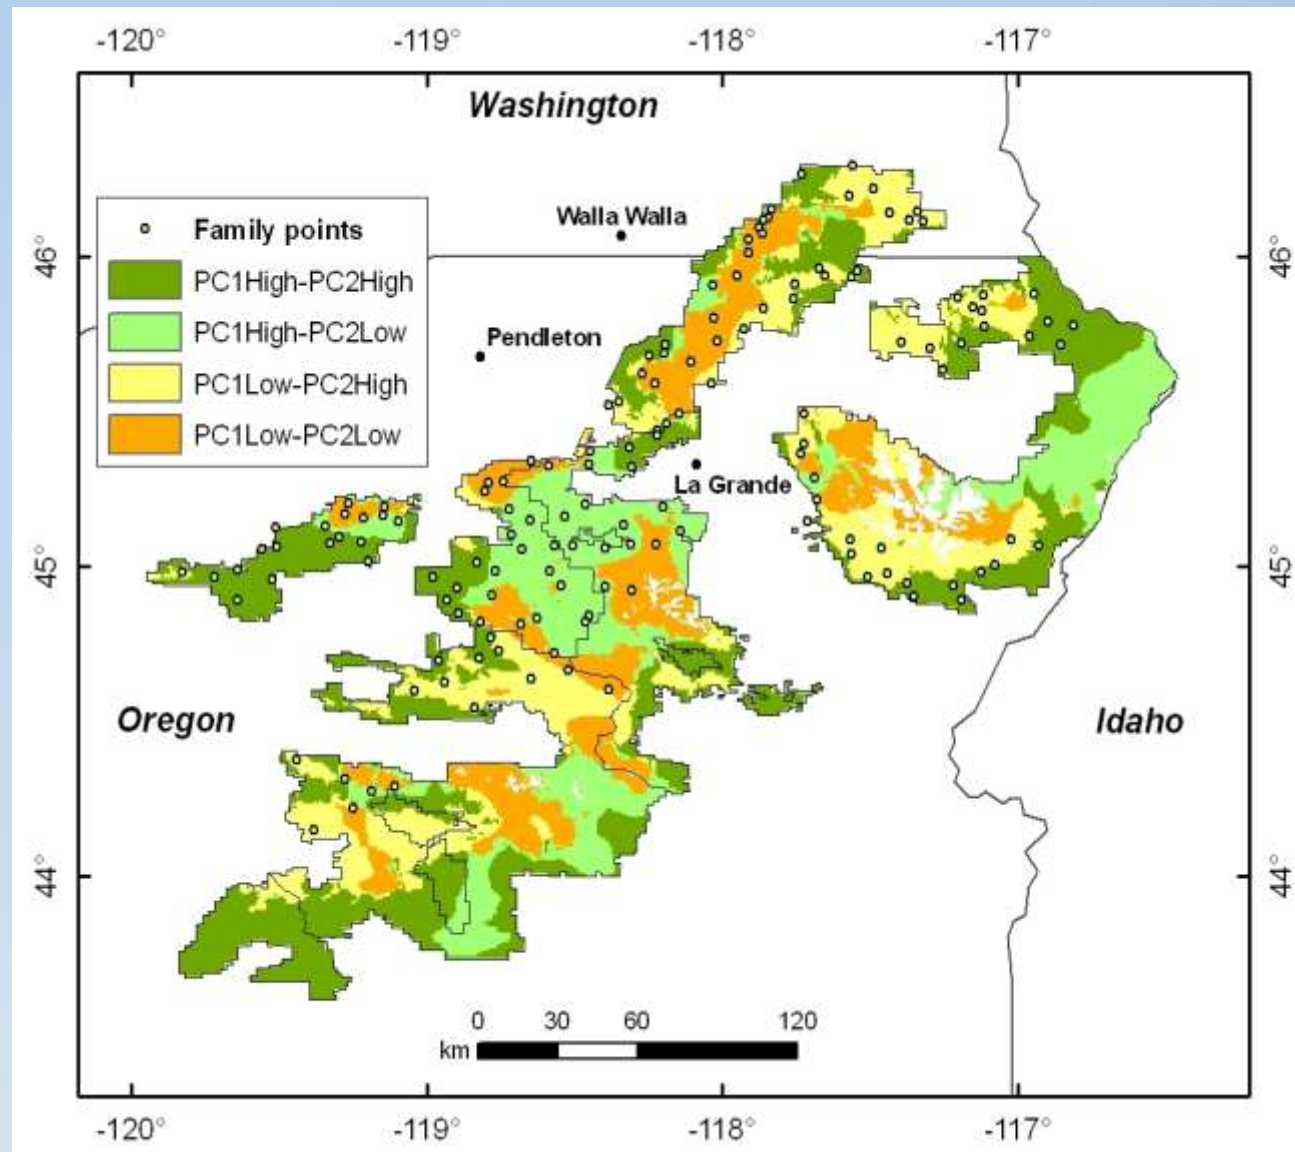 -120° -119° -118° -117°
Washington
Walla Walla
Family points
PC1High-PC2High
PC1High-PC2Low
PC1Low-PC2High
PC1Low-PC2Low
46° 46°
Pendleton
La Grande
45° 45°
Oregon
Idaho
44° 44°
0 30 60 120
km
-120° -119° -118° -117°